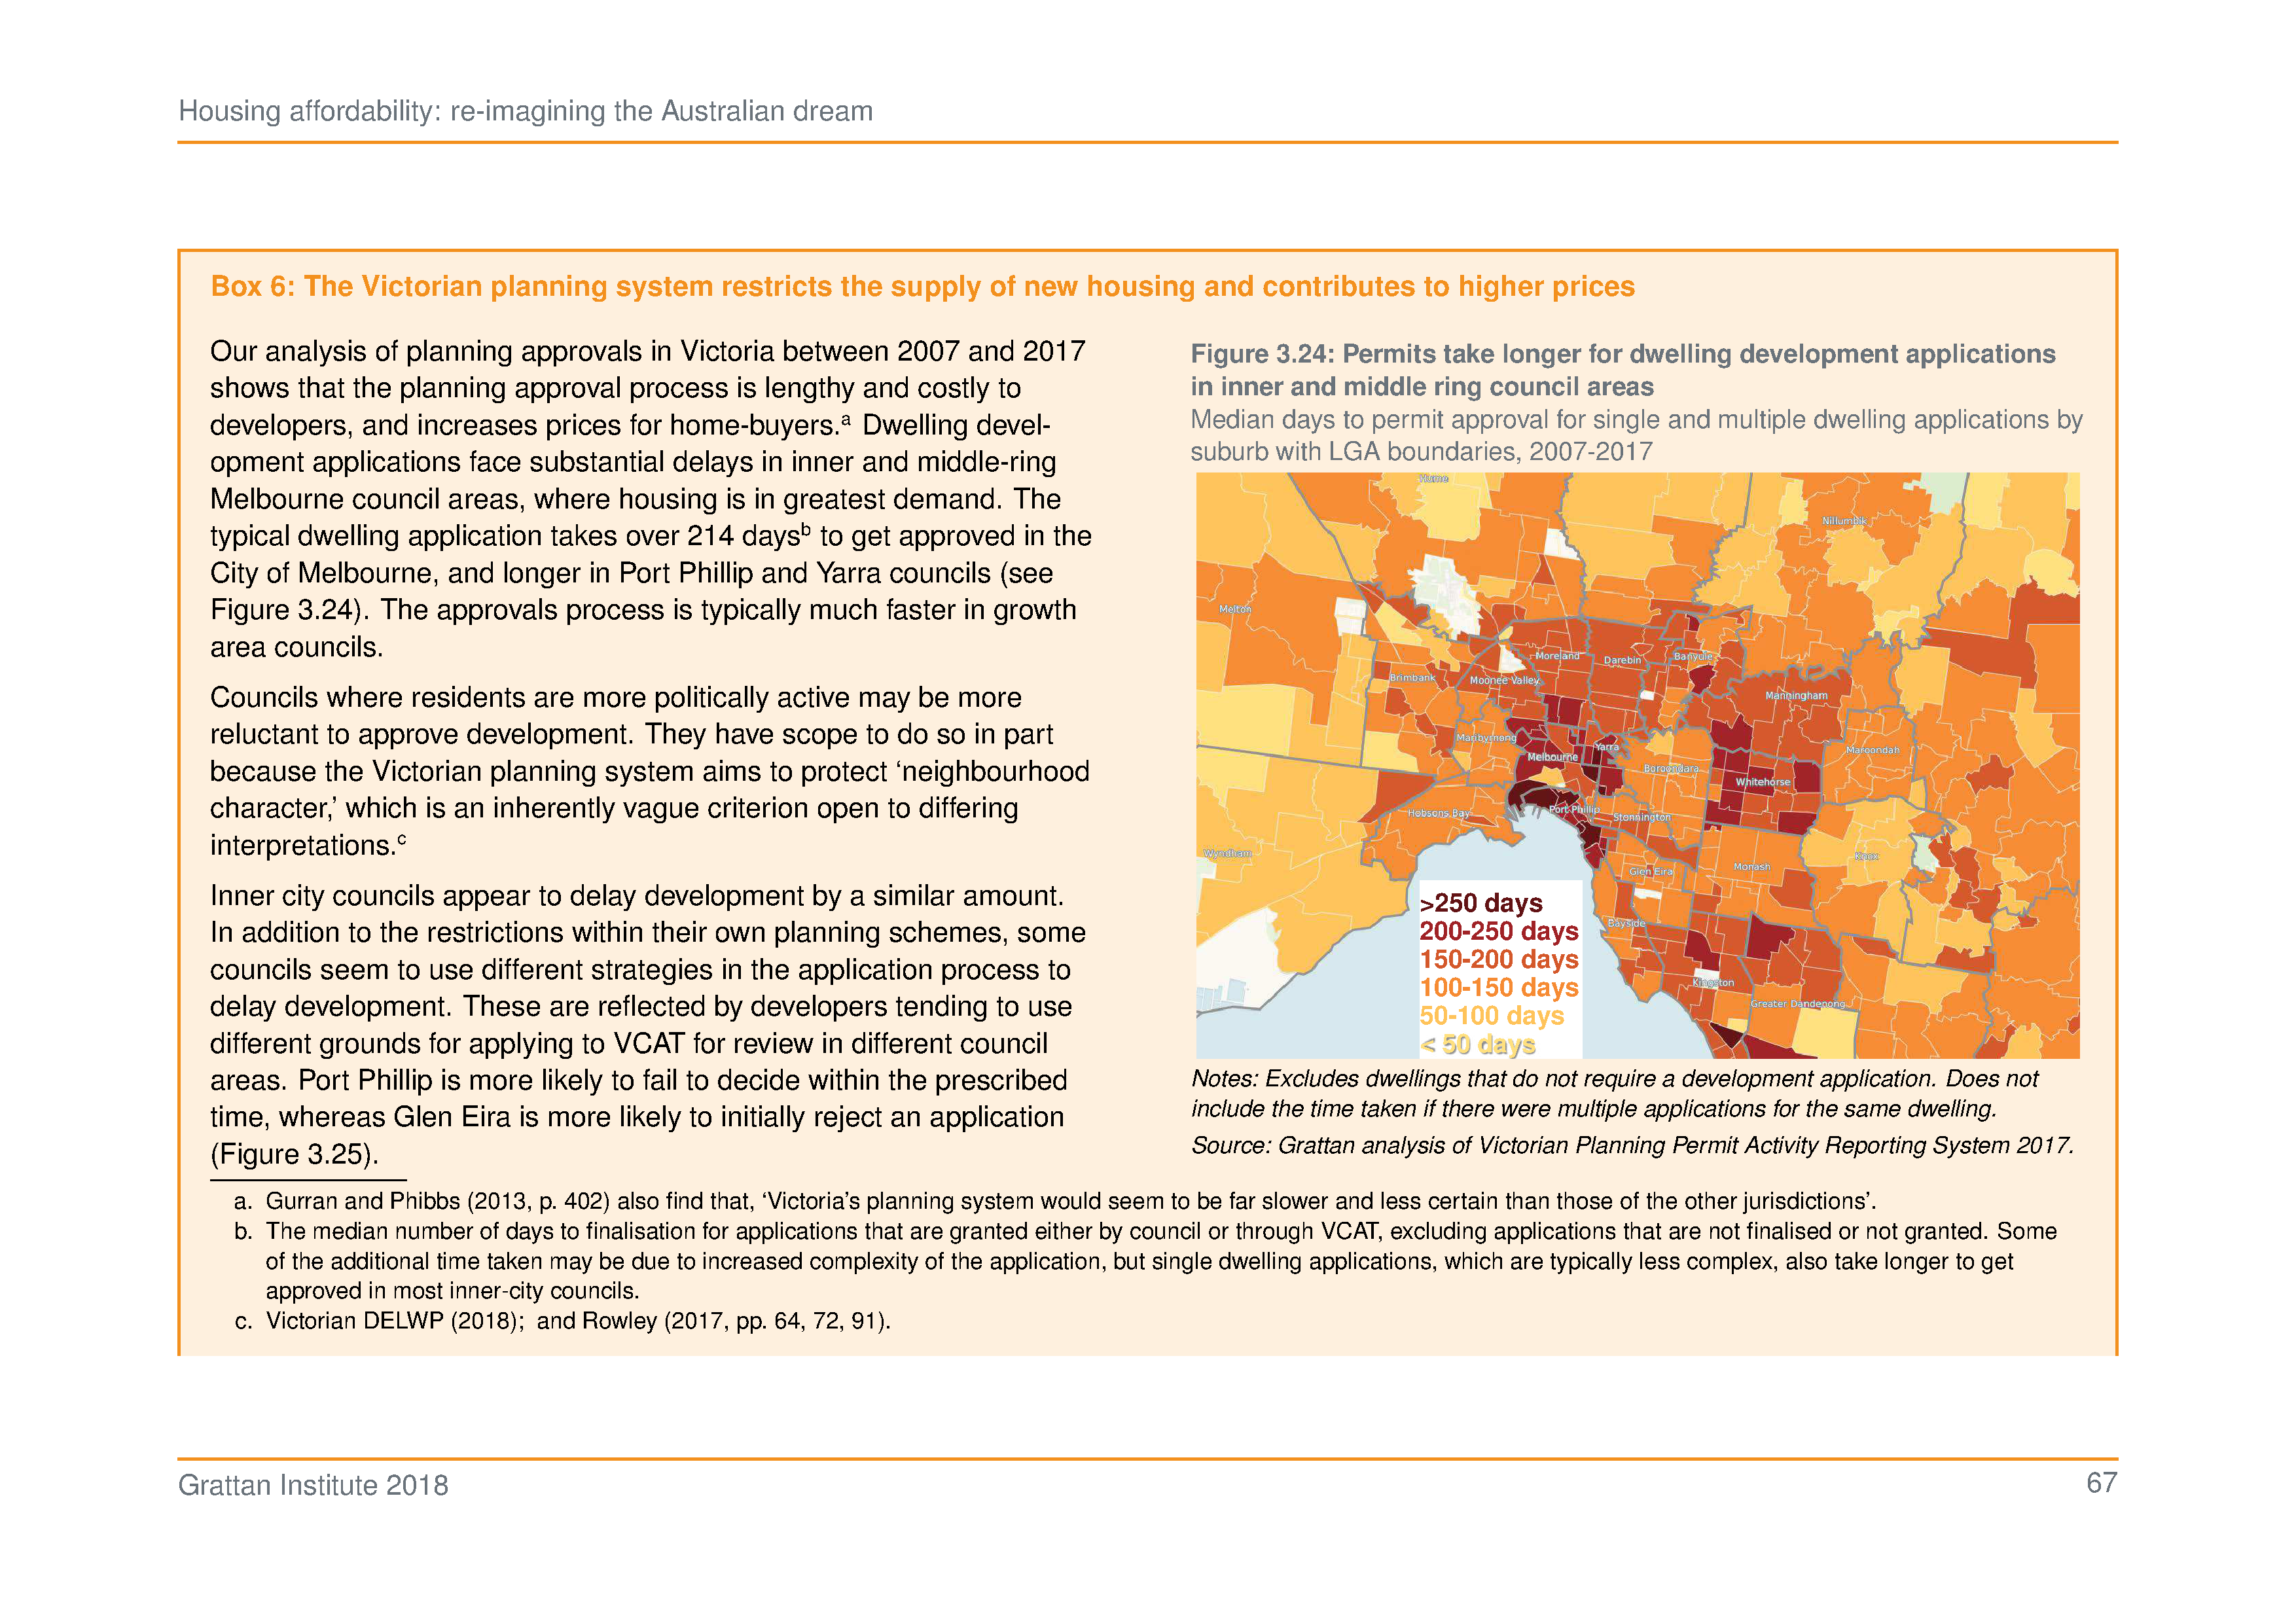 Housing affordability: re-imagining the Australian dream
Box 6: The Victorian planning system restricts the supply of new housing and contributes to higher prices
Our analysis of planning approvals in Victoria between 2007 and 2017
shows that the planning approval process is lengthy and costly to
developers, and increases prices for home-buyers.a Dwelling devel-
opment applications face substantial delays in inner and middle-ring
Melbourne council areas, where housing is in greatest demand. The
typical dwelling application takes over 214 daysb to get approved in the
City of Melbourne, and longer in Port Phillip and Yarra councils (see
Figure 3.24). The approvals process is typically much faster in growth
area councils.
Councils where residents are more politically active may be more
reluctant to approve development. They have scope to do so in part
because the Victorian planning system aims to protect ‘neighbourhood
character,’ which is an inherently vague criterion open to differing
interpretations.c
Inner city councils appear to delay development by a similar amount.
In addition to the restrictions within their own planning schemes, some
councils seem to use different strategies in the application process to
delay development. These are reflected by developers tending to use
different grounds for applying to VCAT for review in different council
areas. Port Phillip is more likely to fail to decide within the prescribed
time, whereas Glen Eira is more likely to initially reject an application
(Figure 3.25).
Figure 3.24: Permits take longer for dwelling development applications
in inner and middle ring council areas
Median days to permit approval for single and multiple dwelling applications by
suburb with LGA boundaries, 2007-2017
Hume
Nillumbik
Melton
Moreland
Darebin
Banyule
Brimbank
Moonee Valley
Manningham
Maribyrnong
Yarra
Maroondah
Melbourne
Boroondara
Whitehorse
Hobsons Bay
Port Phillip
Stonnington
Wyndham
Knox
Monash
Glen Eira
Bayside
Kingston
Greater Dandenong
>250 days
200-250 days
150-200 days
100-150 days
50-100 days
< 50 days
Notes: Excludes dwellings that do not require a development application. Does not
include the time taken if there were multiple applications for the same dwelling.
Source: Grattan analysis of Victorian Planning Permit Activity Reporting System 2017.
a. Gurran and Phibbs (2013, p. 402) also find that, ‘Victoria’s planning system would seem to be far slower and less certain than those of the other jurisdictions’.
b. The median number of days to finalisation for applications that are granted either by council or through VCAT, excluding applications that are not finalised or not granted. Some
of the additional time taken may be due to increased complexity of the application, but single dwelling applications, which are typically less complex, also take longer to get
approved in most inner-city councils.
c. Victorian DELWP (2018); and Rowley (2017, pp. 64, 72, 91).
Grattan Institute 2018
67